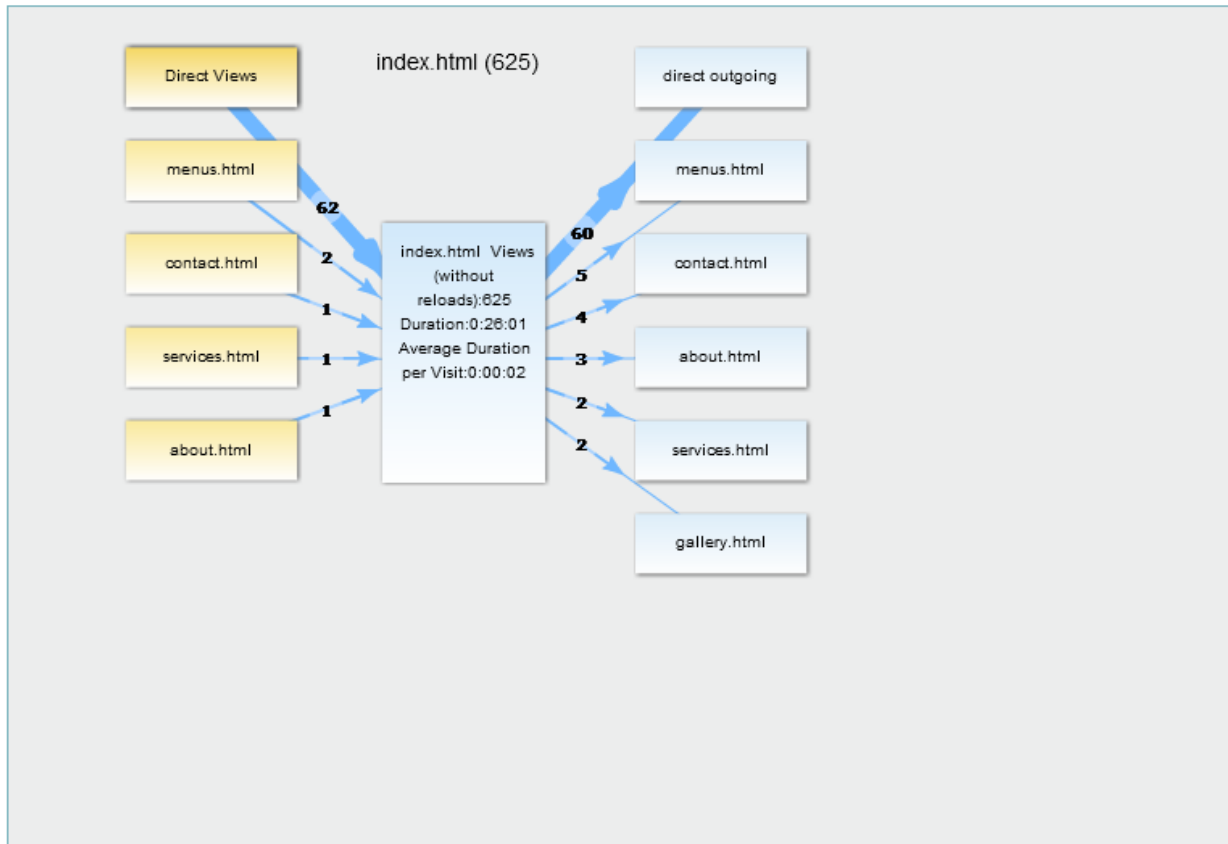 index.html (625)
Direct Views
menus.html
contact.html
services.html
about.html
62
2
1
1
1
index.html Views
(without
reloads):625
Duration:0:26:01
Average Duration
per Visit:0:00:02
60
5
4
3
2
2
direct outgoing
menus.html
contact.html
about.html
services.html
gallery.html